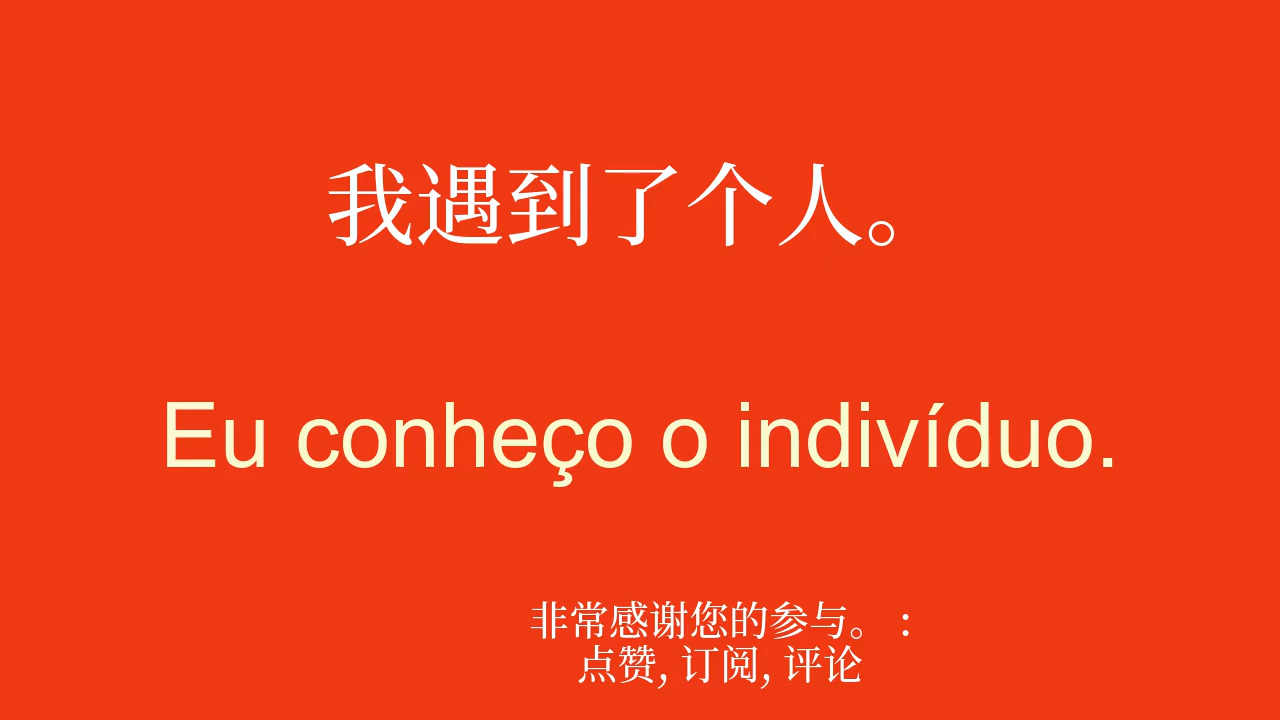 我遇到了个人。
Eu conheço o indivíduo.
非常感谢您的参与。 :
点赞, 订阅, 评论